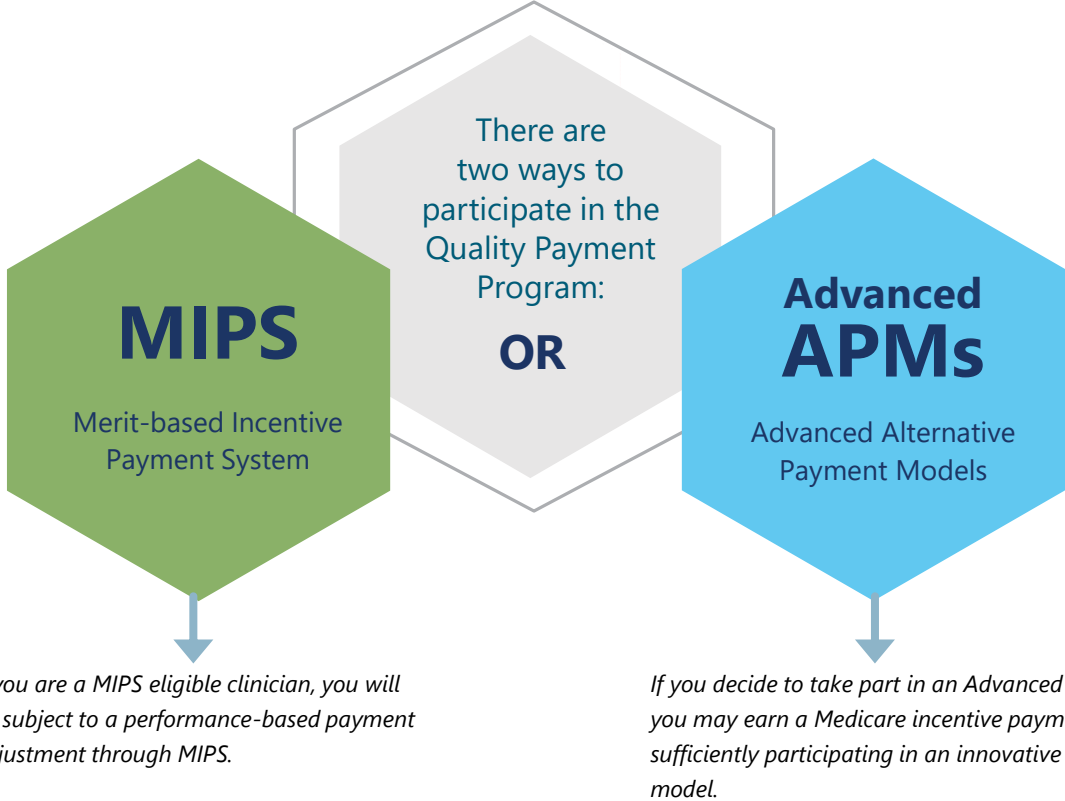 There are
two ways to
participate in the
Quality Payment
Program:
OR
MIPS
Merit-based Incentive
Payment System
Advanced
APMs
Advanced Alternative
Payment Models
you are a MIPS eligible clinician, you will
subject to a performance-based payment
justment through MIPS.
If you decide to take part in an Advanced
you may earn a Medicare incentive paym
sufficiently participating in an innovative
model.